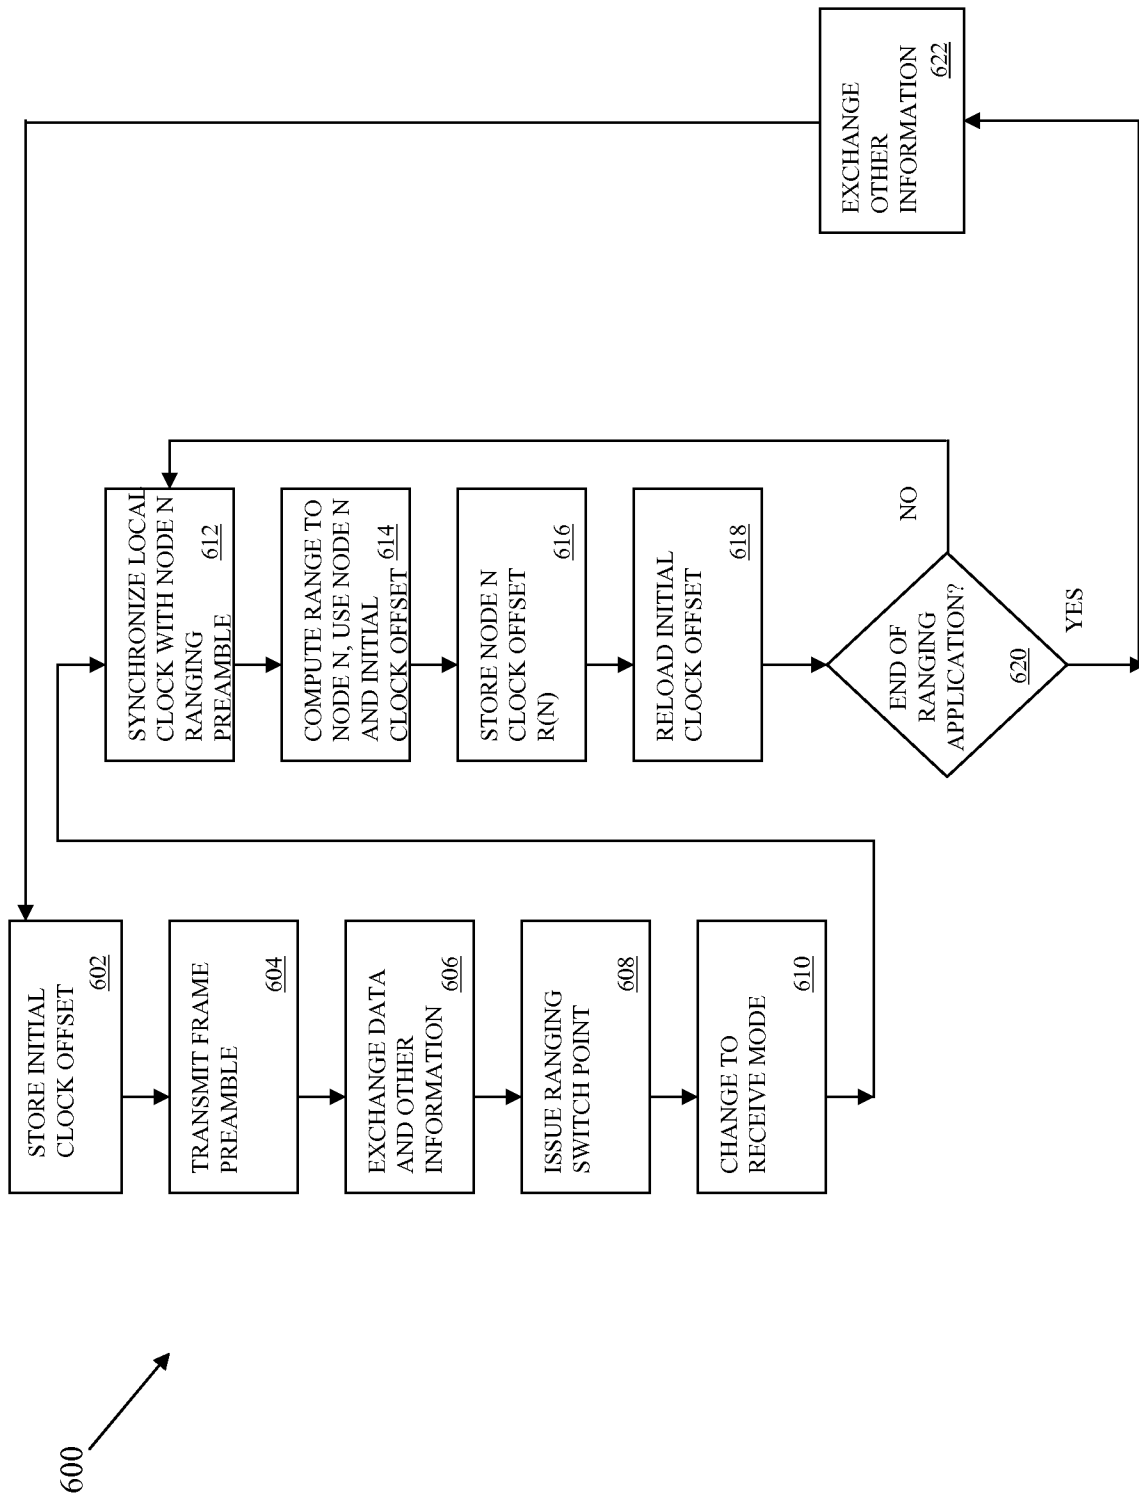 600
STORE INITIAL
CLOCK OFFSET
602
TRANSMIT FRAME
PREAMBLE
604
EXCHANGE DATA
AND OTHER
INFORMATION
606
ISSUE RANGING
SWITCH POINT
608
CHANGE TO
RECEIVE MODE
610
SYNCHRONIZE LOCAL
CLOCK WITH NODE N
RANGING
PREAMBLE
612
COMPUTE RANGE TO
NODE N, USE NODE N
AND INITIAL
CLOCK OFFSET
614
STORE NODE N
CLOCK OFFSET
R(N)
616
RELOAD INITIAL
CLOCK OFFSET
618
END OF
RANGING
APPLICATION?
620
NO
YES
EXCHANGE
OTHER
INFORMATION
622